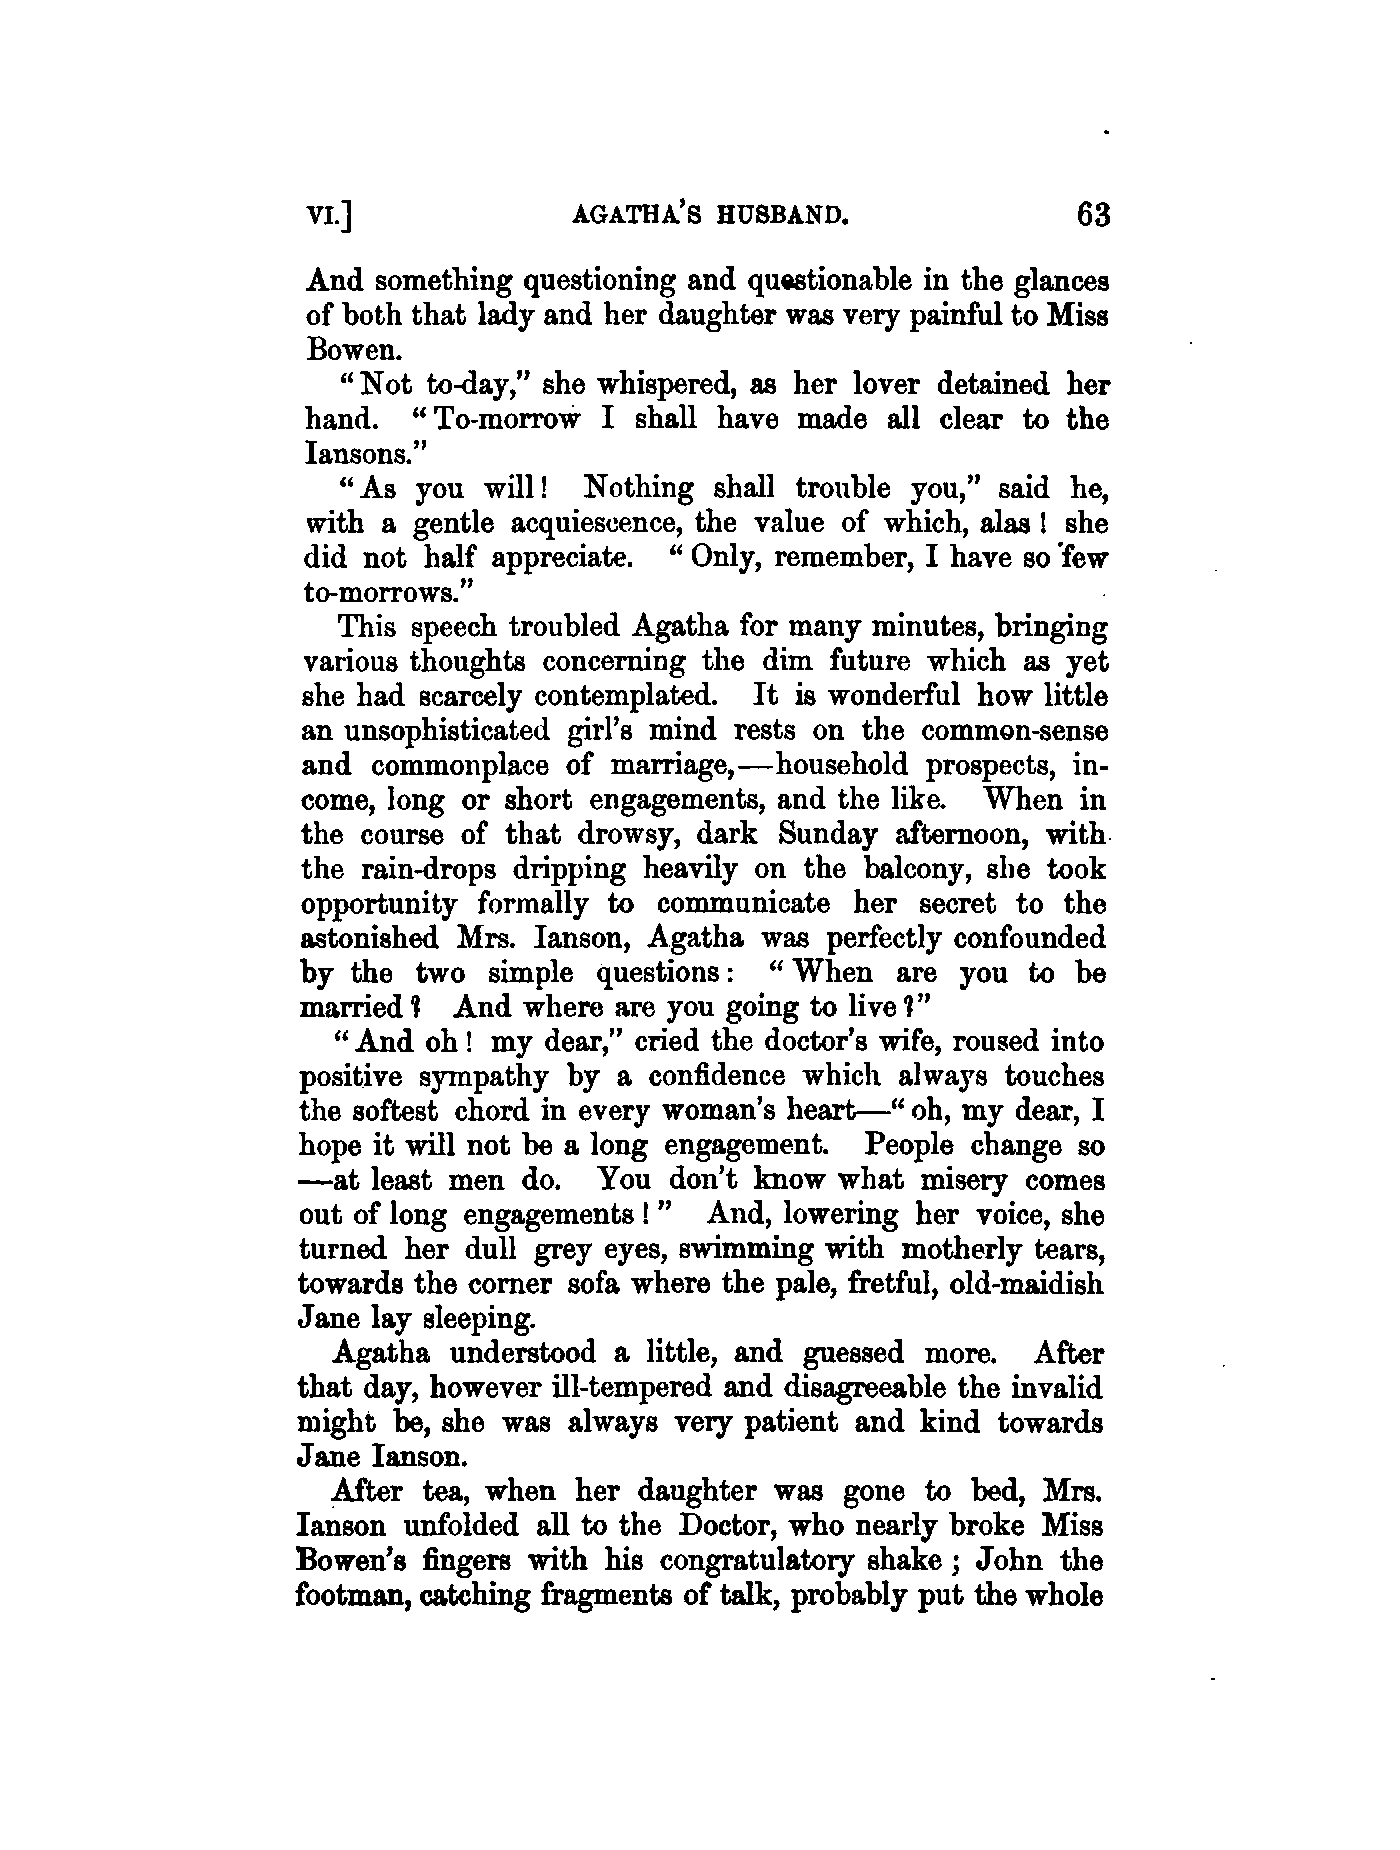 VI.] AGATHA'S HUSBAND. 63
And something questioning and questionable in the glances
of both that lady and her daughter was very painful to Miss
Bowen.
"Not to-day," she whispered, as her lover detained her
hand. "To-morrow I shall have made all clear to the
Iansons."
"As you will! Nothing shall trouble you," said he,
with a gentle acquiescence, the value of which, alas! she
did not half appreciate. "Only, remember, I have so few
to-morrows."
This speech troubled Agatha for many minutes, bringing
various thoughts concerning the dim future which as yet
she had scarcely contemplated. It is wonderful how little
an unsophisticated girl's mind rests on the common-sense
and commonplace of marriage,—household prospects, in-
come, long or short engagements, and the like. When in
the course of that drowsy, dark Sunday afternoon, with
the rain-drops dripping heavily on the balcony, she took
opportunity formally to communicate her secret to the
astonished Mrs. Ianson, Agatha was perfectly confounded
by the two simple questions: "When are you to be
married? And where are you going to live?"
"And oh! my dear," cried the doctor's wife, roused into
positive sympathy by a confidence which always touches
the softest chord in every woman's heart—"oh, my dear, I
hope it will not be a long engagement. People change so
—at least men do. You don't know what misery comes
out of long engagements!" And, lowering her voice, she
turned her dull grey eyes, swimming with motherly tears,
towards the corner sofa where the pale, fretful, old-maidish
Jane lay sleeping.
Agatha understood a little, and guessed more. After
that day, however ill-tempered and disagreeable the invalid
might be, she was always very patient and kind towards
Jane Ianson.
After tea, when her daughter was gone to bed, Mrs.
Ianson unfolded all to the Doctor, who nearly broke Miss
Bowen's fingers with his congratulatory shake; John the
footman, catching fragments of talk, probably put the whole